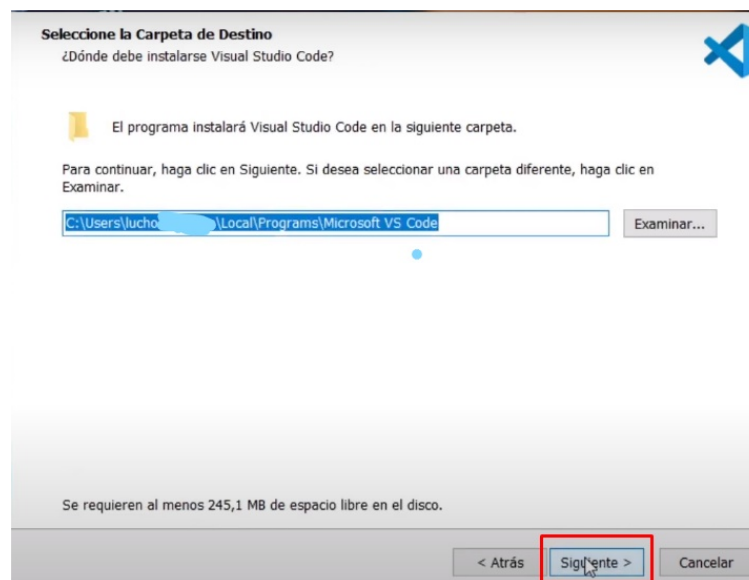 Seleccione la Carpeta de Destino
¿Dónde debe instalarse Visual Studio Code?
El programa instalará Visual Studio Code en la siguiente carpeta.
Para continuar, haga clic en Siguiente. Si desea seleccionar una carpeta diferente, haga clic en
Examinar.
C:\Users\lucho \Local\Programs\Microsoft VS Code
Examinar...
Se requieren al menos 245,1 MB de espacio libre en el disco.
< Atrás Siguiente > Cancelar